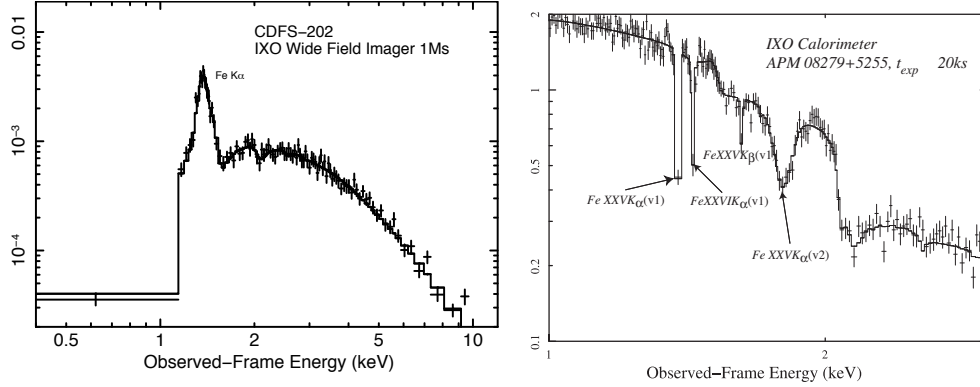 CDFS-202
IXO Wide Field Imager 1Ms
Fe Kα
0.01
10⁻³
10⁻⁴
0.5 1 2 5 10
Observed-Frame Energy (keV)
IXO Calorimeter
APM 08279+5255, t_exp 20ks
2
1
0.5
0.2
0.1
FeXXVKβ(v1
Fe XXVKα(v1)
FeXXVIKα(v1)
Fe XXVKα(v2)
1 2
Observed-Frame Energy (keV)